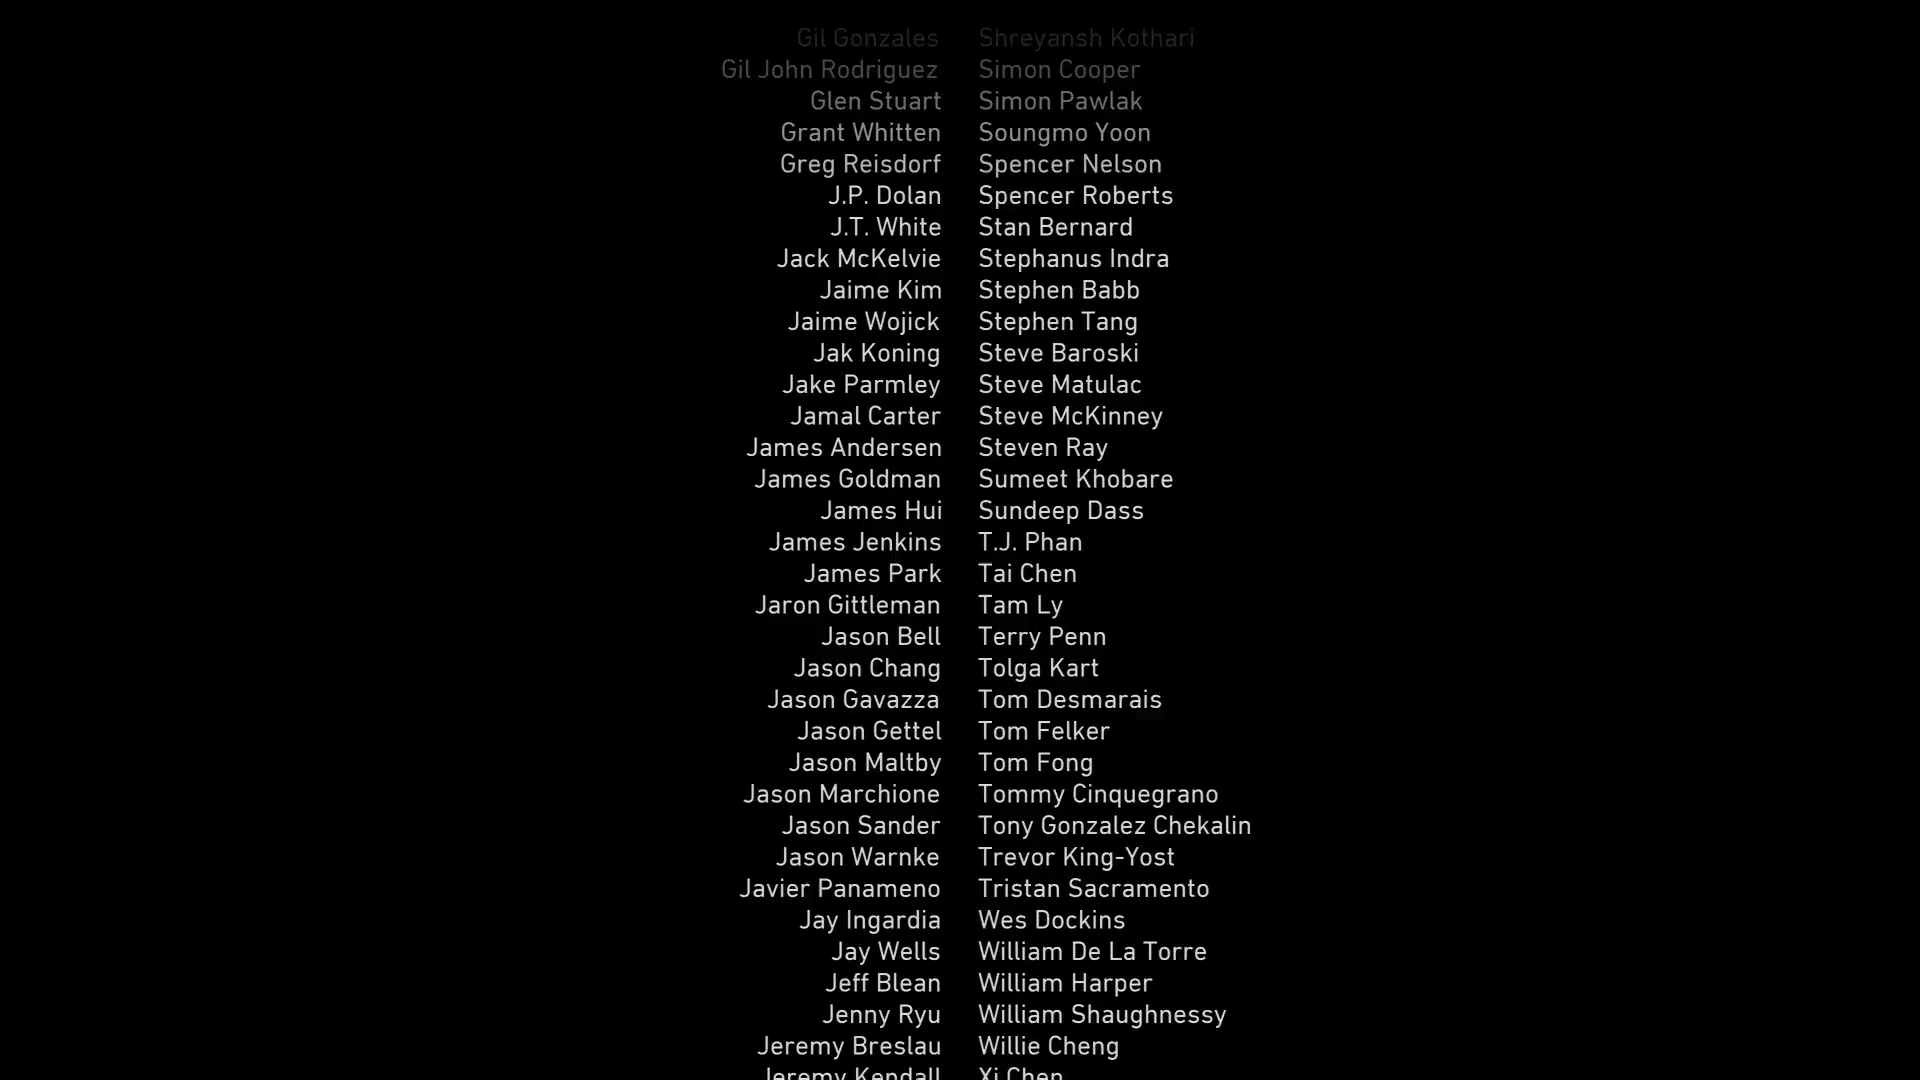 Gil Gonzales Shreyansh Kothari
Gil John Rodriguez Simon Cooper
Glen Stuart Simon Pawlak
Grant Whitten Soungmo Yoon
Greg Reisdorf Spencer Nelson
J.P. Dolan Spencer Roberts
J.T. White Stan Bernard
Jack McKelvie Stephanus Indra
Jaime Kim Stephen Babb
Jaime Wojick Stephen Tang
Jak Koning Steve Baroski
Jake Parmley Steve Matulac
Jamal Carter Steve McKinney
James Andersen Steven Ray
James Goldman Sumeet Khobare
James Hui Sundeep Dass
James Jenkins T.J. Phan
James Park Tai Chen
Jaron Gittleman Tam Ly
Jason Bell Terry Penn
Jason Chang Tolga Kart
Jason Gavazza Tom Desmarais
Jason Gettel Tom Felker
Jason Maltby Tom Fong
Jason Marchione Tommy Cinquegrano
Jason Sander Tony Gonzalez Chekalin
Jason Warnke Trevor King-Yost
Javier Panameno Tristan Sacramento
Jay Ingardia Wes Dockins
Jay Wells William De La Torre
Jeff Blean William Harper
Jenny Ryu William Shaughnessy
Jeremy Breslau Willie Cheng
Jeremy Kendall Xi Chen